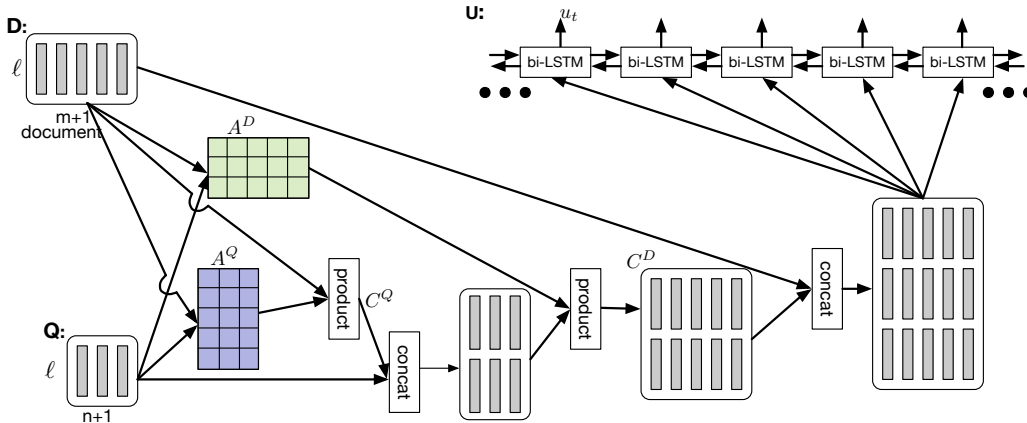 D:
ℓ
m+1
document
U:
u_t
bi-LSTM
bi-LSTM
bi-LSTM
bi-LSTM
bi-LSTM
A^D
A^Q
product
C^Q
concat
product
C^D
concat
Q:
ℓ
n+1